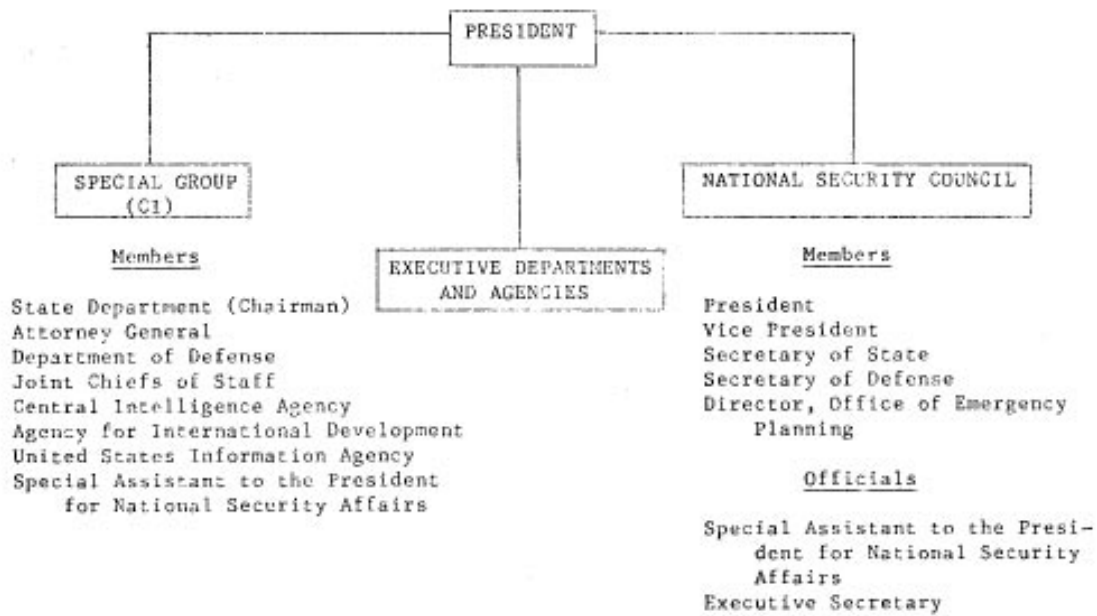 PRESIDENT
SPECIAL GROUP
(CI)
NATIONAL SECURITY COUNCIL
EXECUTIVE DEPARTMENTS
AND AGENCIES
Members
State Department (Chairman)
Attorney General
Department of Defense
Joint Chiefs of Staff
Central Intelligence Agency
Agency for International Development
United States Information Agency
Special Assistant to the President
for National Security Affairs
Members
President
Vice President
Secretary of State
Secretary of Defense
Director, Office of Emergency
Planning
Officials
Special Assistant to the Presi-
dent for National Security
Affairs
Executive Secretary